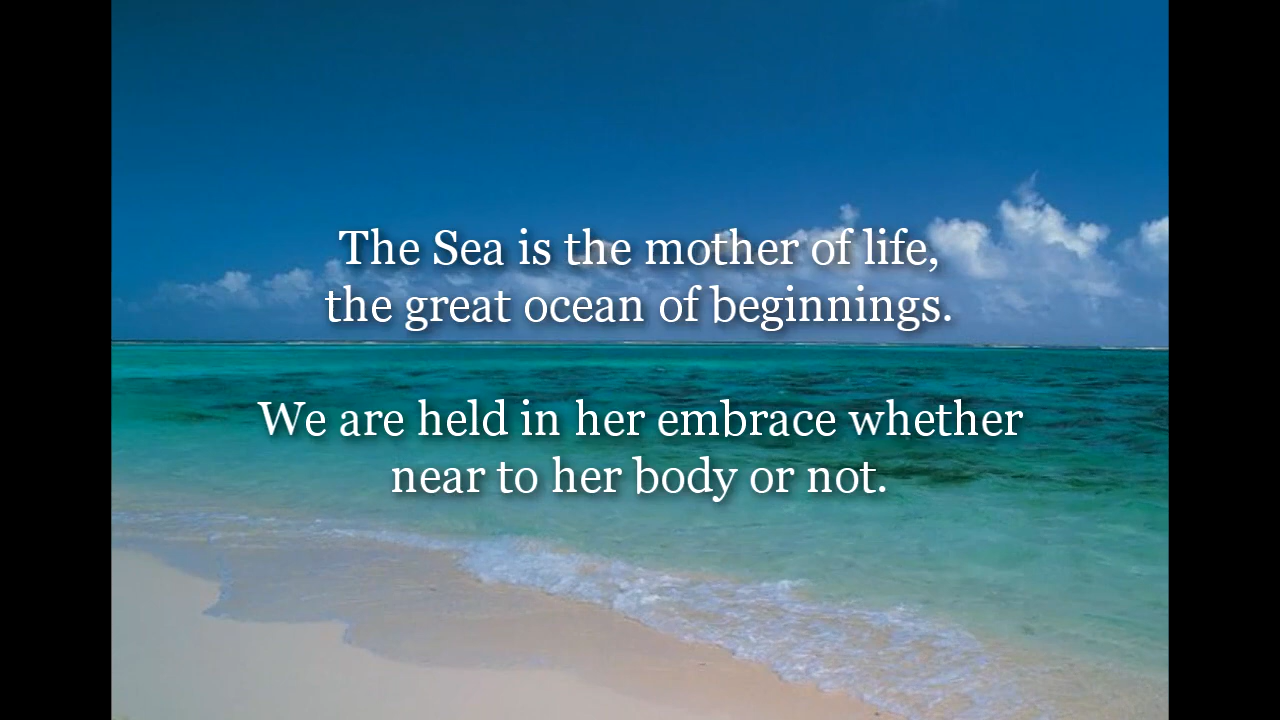 The Sea is the mother of life,
the great ocean of beginnings.
We are held in her embrace whether
near to her body or not.